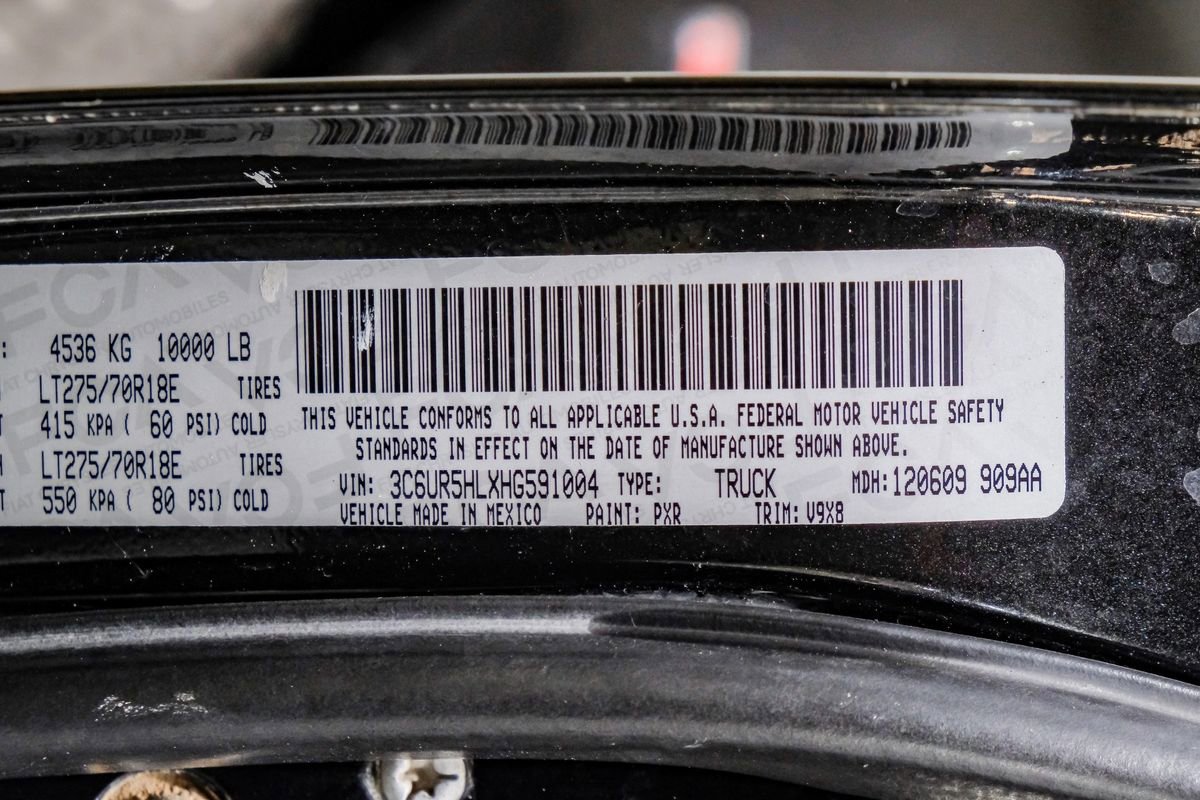 : 4536 KG 10000 LB
LT275/70R18E TIRES
415 KPA ( 60 PSI) COLD
LT275/70R18E TIRES
550 KPA ( 80 PSI) COLD
THIS VEHICLE CONFORMS TO ALL APPLICABLE U.S.A. FEDERAL MOTOR VEHICLE SAFETY
STANDARDS IN EFFECT ON THE DATE OF MANUFACTURE SHOWN ABOVE.
VIN: 3C6UR5HLXHG591004 TYPE: TRUCK MDH:120609 909AA
VEHICLE MADE IN MEXICO PAINT: PXR TRIM: V9X8